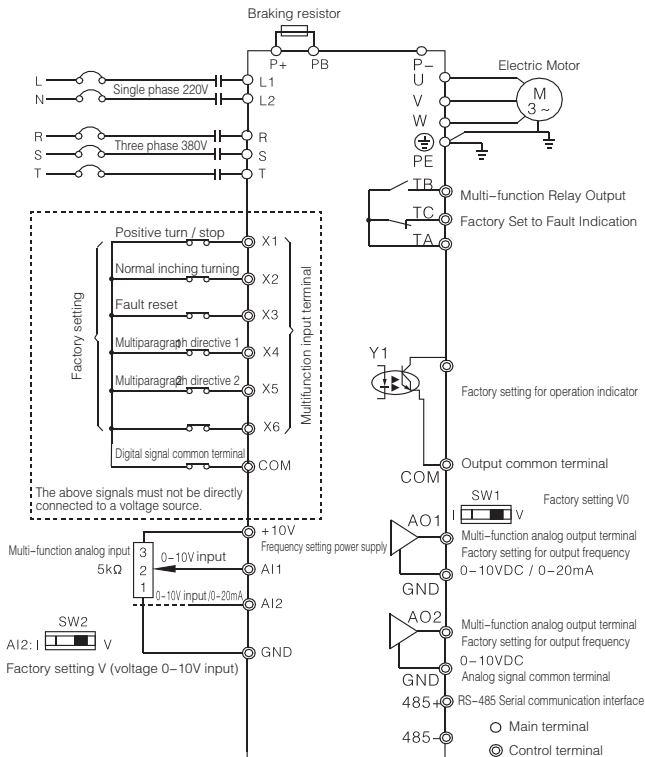 Braking resistor
P+ PB P−
L Single phase 220V L1
N L2
R Three phase 380V R
S S
T T
U
V
W
PE
Electric Motor
M
3 ~
TB
TC
TA
Multi-function Relay Output
Factory Set to Fault Indication
Factory setting
Positive turn / stop X1
Normal inching turning X2
Fault reset X3
Multiparagraph directive 1 X4
Multiparagraph directive 2 X5
X6
Digital signal common terminal COM
Multifunction input terminal
The above signals must not be directly
connected to a voltage source.
Y1
Factory setting for operation indicator
COM Output common terminal
SW1
I V
Factory setting V0
AO1
Multi-function analog output terminal
Factory setting for output frequency
0-10VDC / 0-20mA
GND
+10V
Frequency setting power supply
Multi-function analog input
5kΩ
3
2
1
0-10V input AI1
0-10V input/0-20mA AI2
SW2
AI2: I V
GND
Factory setting V (voltage 0-10V input)
AO2
Multi-function analog output terminal
Factory setting for output frequency
0-10VDC
GND Analog signal common terminal
485+ RS-485 Serial communication interface
485-
Main terminal
Control terminal